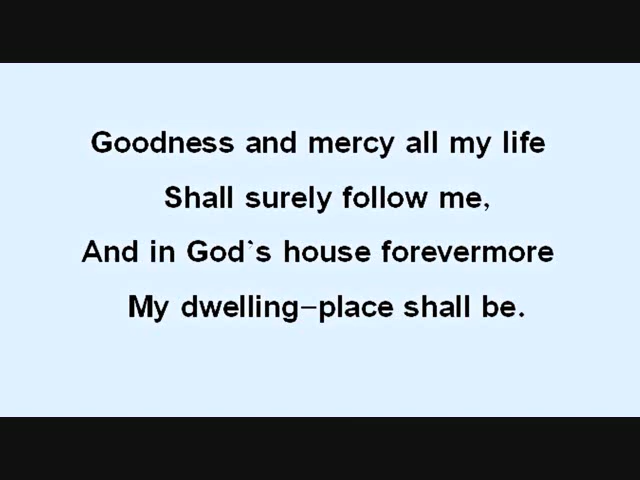 Goodness and mercy all my life
Shall surely follow me,
And in God`s house forevermore
My dwelling-place shall be.